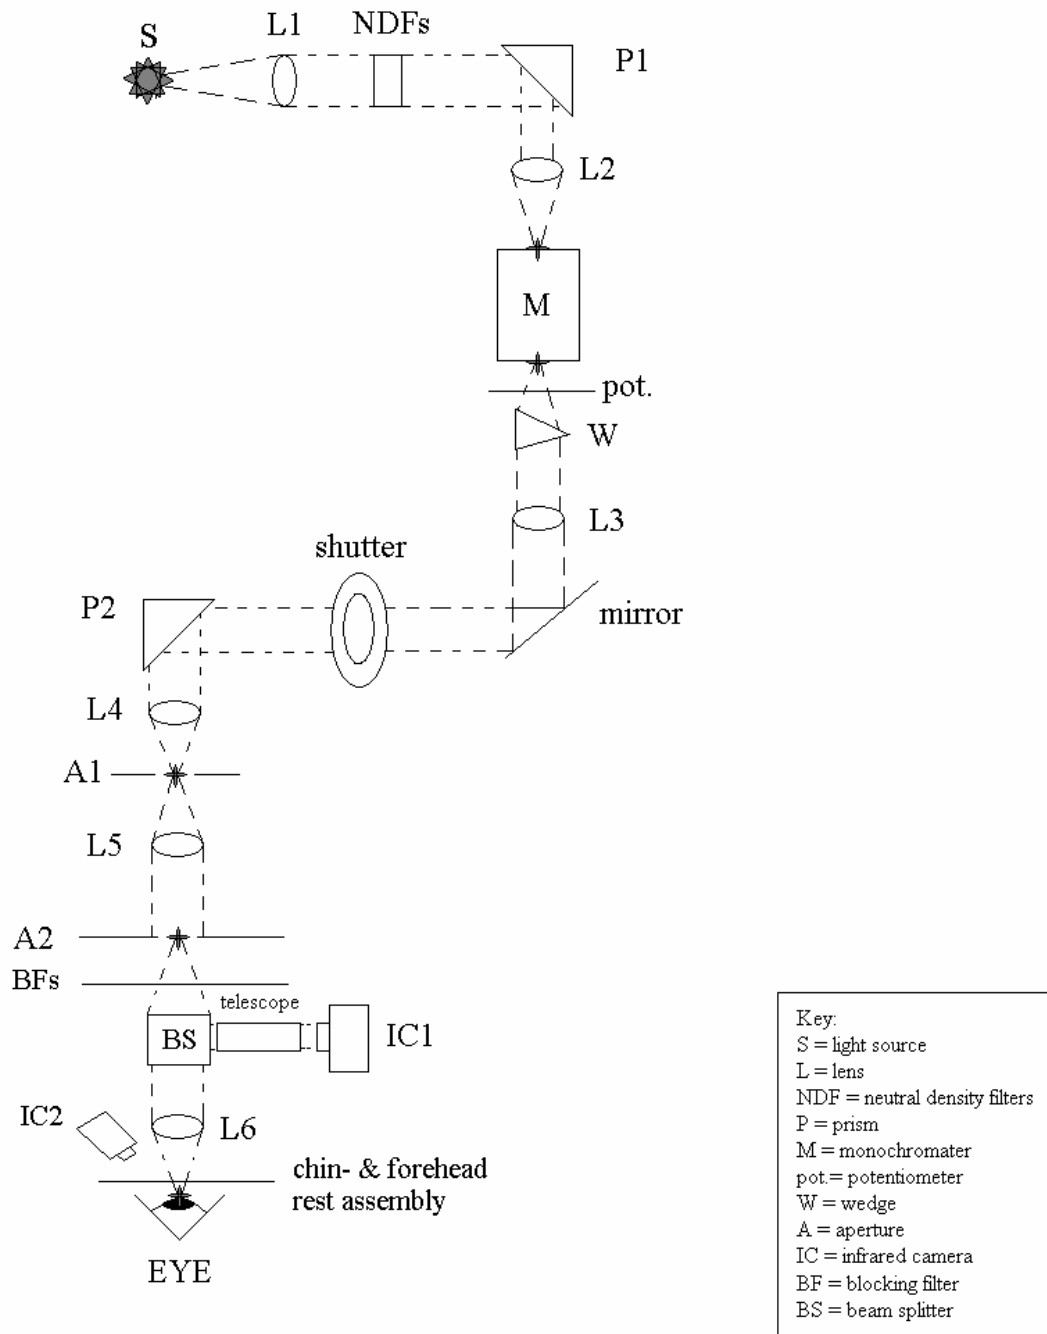 S
L1
NDFs
P1
L2
M
pot.
W
L3
shutter
mirror
P2
L4
A1
L5
A2
BFs
telescope
BS
IC1
IC2
L6
chin- & forehead
rest assembly
EYE
Key:
S = light source
L = lens
NDF = neutral density filters
P = prism
M = monochromater
pot.= potentiometer
W = wedge
A = aperture
IC = infrared camera
BF = blocking filter
BS = beam splitter